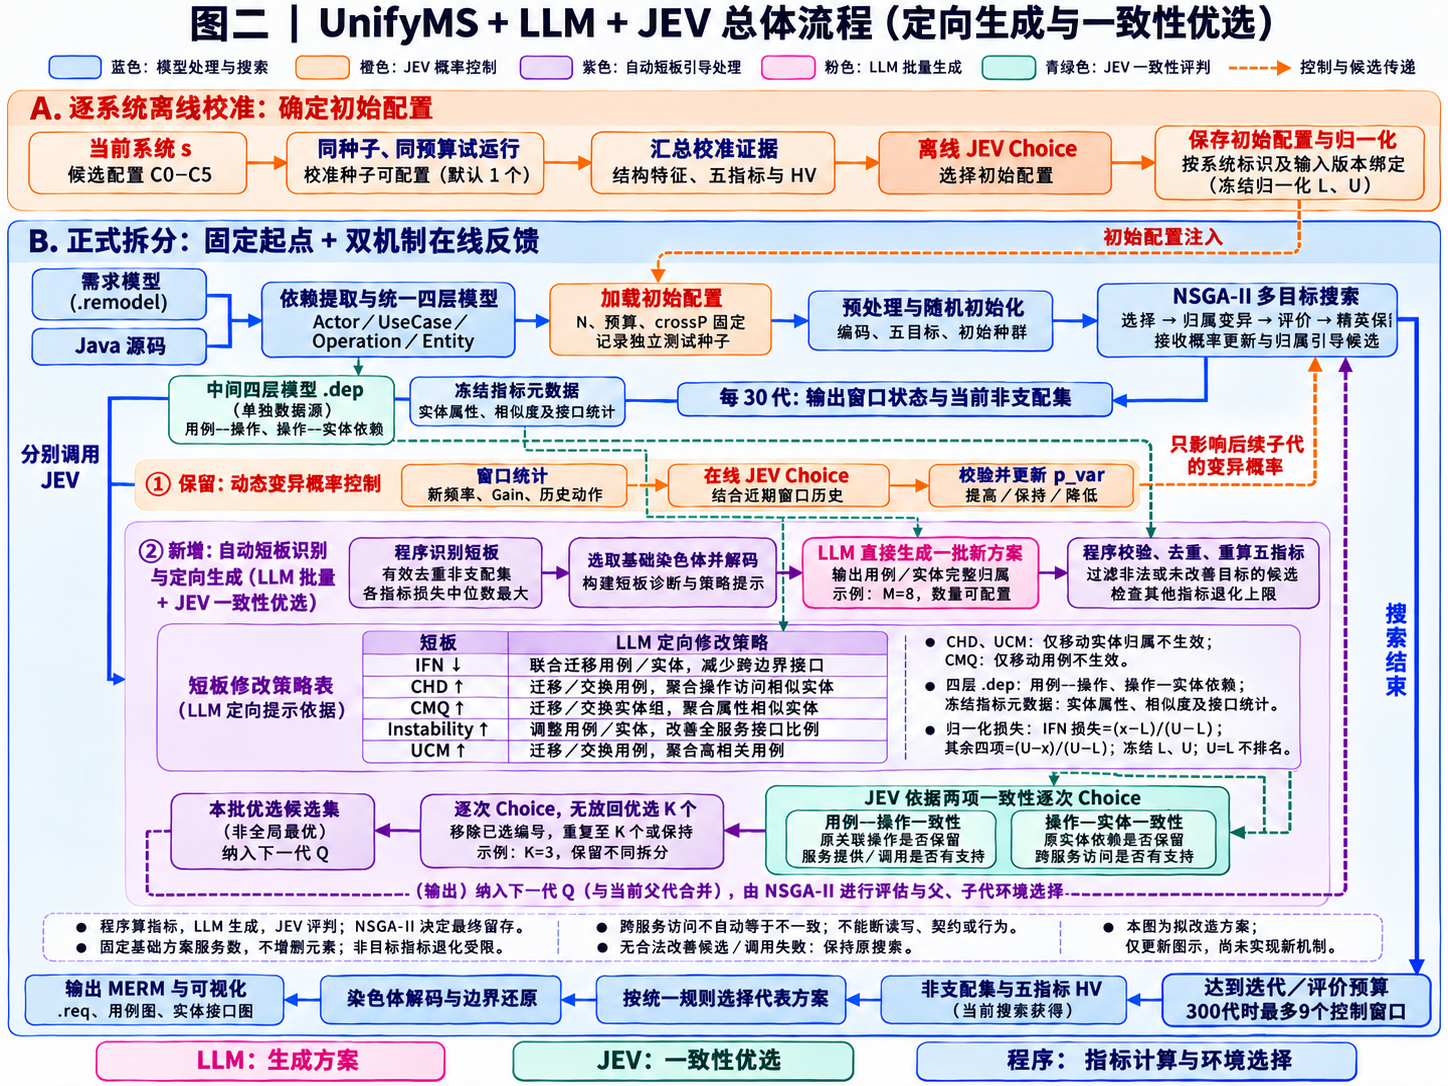 图二 | UnifyMS + LLM + JEV 总体流程（定向生成与一致性优选）
蓝色：模型处理与搜索
橙色：JEV 概率控制
紫色：自动短板引导处理
粉色：LLM 批量生成
青绿色：JEV 一致性评判
控制与候选传递
A. 逐系统离线校准：确定初始配置
当前系统 s
候选配置 C0–C5
同种子、同预算试运行
校准种子可配置（默认 1 个）
汇总校准证据
结构特征、五指标与 HV
离线 JEV Choice
选择初始配置
保存初始配置与归一化
按系统标识及输入版本绑定
（冻结归一化 L、U）
B. 正式拆分：固定起点 + 双机制在线反馈
初始配置注入
需求模型
(.remodel)
Java 源码
依赖提取与统一四层模型
Actor／UseCase／
Operation／Entity
加载初始配置
N、预算、crossP 固定
记录独立测试种子
预处理与随机初始化
编码、五目标、初始种群
NSGA-II 多目标搜索
选择 → 归属变异 → 评价 → 精英保
接收概率更新与归属引导候选
中间四层模型 .dep
（单独数据源）
用例––操作、操作––实体依赖
冻结指标元数据
实体属性、相似度及接口统计
每 30 代：输出窗口状态与当前非支配集
分别调用
JEV
只影响后续子代
的变异概率
① 保留：动态变异概率控制
窗口统计
新频率、Gain、历史动作
在线 JEV Choice
结合近期窗口历史
校验并更新 p_var
提高／保持／降低
② 新增：自动短板识别
与定向生成（LLM 批量
+ JEV 一致性优选）
程序识别短板
有效去重非支配集
各指标损失中位数最大
选取基础染色体并解码
构建短板诊断与策略提示
LLM 直接生成一批新方案
输出用例／实体完整归属
示例：M=8，数量可配置
程序校验、去重、重算五指标
过滤非法或未改善目标的候选
检查其他指标退化上限
短板修改策略表
（LLM 定向提示依据）
短板 LLM 定向修改策略
IFN ↓ 联合迁移用例／实体，减少跨边界接口
CHD ↑ 迁移／交换用例，聚合操作访问相似实体
CMQ ↑ 迁移／交换实体组，聚合属性相似实体
Instability ↑ 调整用例／实体，改善全服务接口比例
UCM ↑ 迁移／交换用例，聚合高相关用例
● CHD、UCM：仅移动实体归属不生效；
CMQ：仅移动用例不生效。
● 四层 .dep：用例––操作、操作—实体依赖；
冻结指标元数据：实体属性、相似度及接口统计。
● 归一化损失：IFN 损失=(x−L)/(U−L)；
其余四项=(U−x)/(U−L)；冻结 L、U；U=L 不排名。
搜索结束
本批优选候选集
（非全局最优）
纳入下一代 Q
逐次 Choice，无放回优选 K 个
移除已选编号，重复至 K 个或保持
示例：K=3，保留不同拆分
JEV 依据两项一致性逐次 Choice
用例––操作一致性
原关联操作是否保留
服务提供/调用是否有支持
操作—实体一致性
原实体依赖是否保留
跨服务访问是否有支持
（输出）纳入下一代 Q（与当前父代合并），由 NSGA-II 进行评估与父、子代环境选择
● 程序算指标，LLM 生成，JEV 评判；NSGA-II 决定最终留存。
● 固定基础方案服务数，不增删元素；非目标指标退化受限。
● 跨服务访问不自动等于不一致；不能断读写、契约或行为。
● 无合法改善候选／调用失败：保持原搜索。
● 本图为拟改造方案；
仅更新图示，尚未实现新机制。
输出 MERM 与可视化
.req、用例图、实体接口图
染色体解码与边界还原
按统一规则选择代表方案
非支配集与五指标 HV
（当前搜索获得）
达到迭代／评价预算
300代时最多9个控制窗口
LLM：生成方案
JEV：一致性优选
程序： 指标计算与环境选择